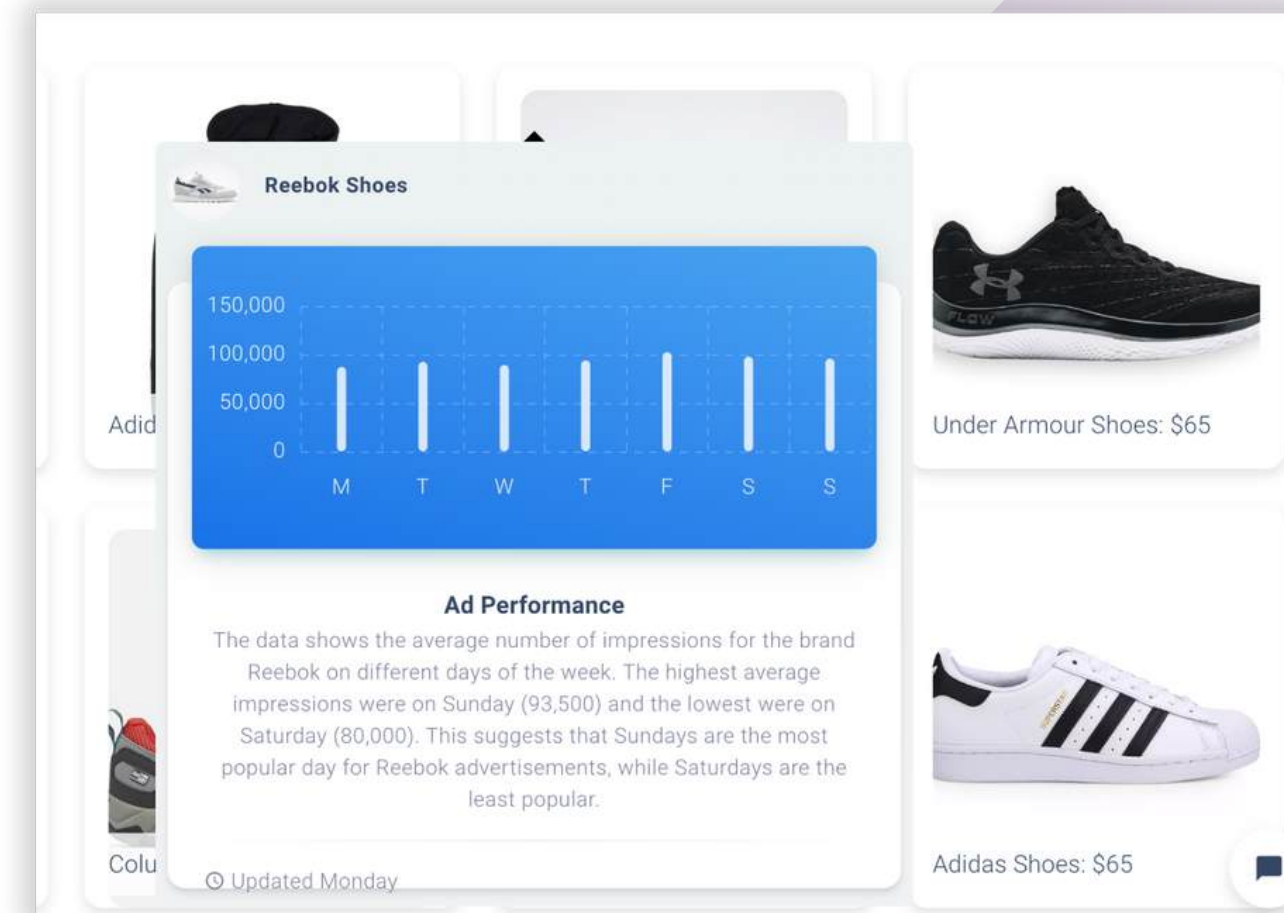 Reebok Shoes
150,000
100,000
50,000
0
M T W T F S S
Ad Performance
The data shows the average number of impressions for the brand
Reebok on different days of the week. The highest average
impressions were on Sunday (93,500) and the lowest were on
Saturday (80,000). This suggests that Sundays are the most
popular day for Reebok advertisements, while Saturdays are the
least popular.
Updated Monday
Adid
Colu
FLOW
Under Armour Shoes: $65
SUPERSTAR
Adidas Shoes: $65